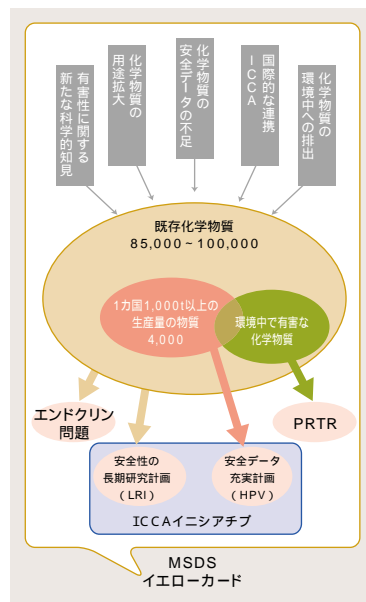 有害性に関する
新たな科学的知見
化学物質の
用途拡大
化学物質の
安全データの不足
国際的な連携
ICCA
化学物質の
環境中への排出
既存化学物質
85,000~100,000
1カ国1,000t以上の
生産量の物質
4,000
環境中で有害な
化学物質
エンドクリン
問題
PRTR
安全性の
長期研究計画
(LRI)
安全データ
充実計画
(HPV)
ICCAイニシアチブ
MSDS
イエローカード